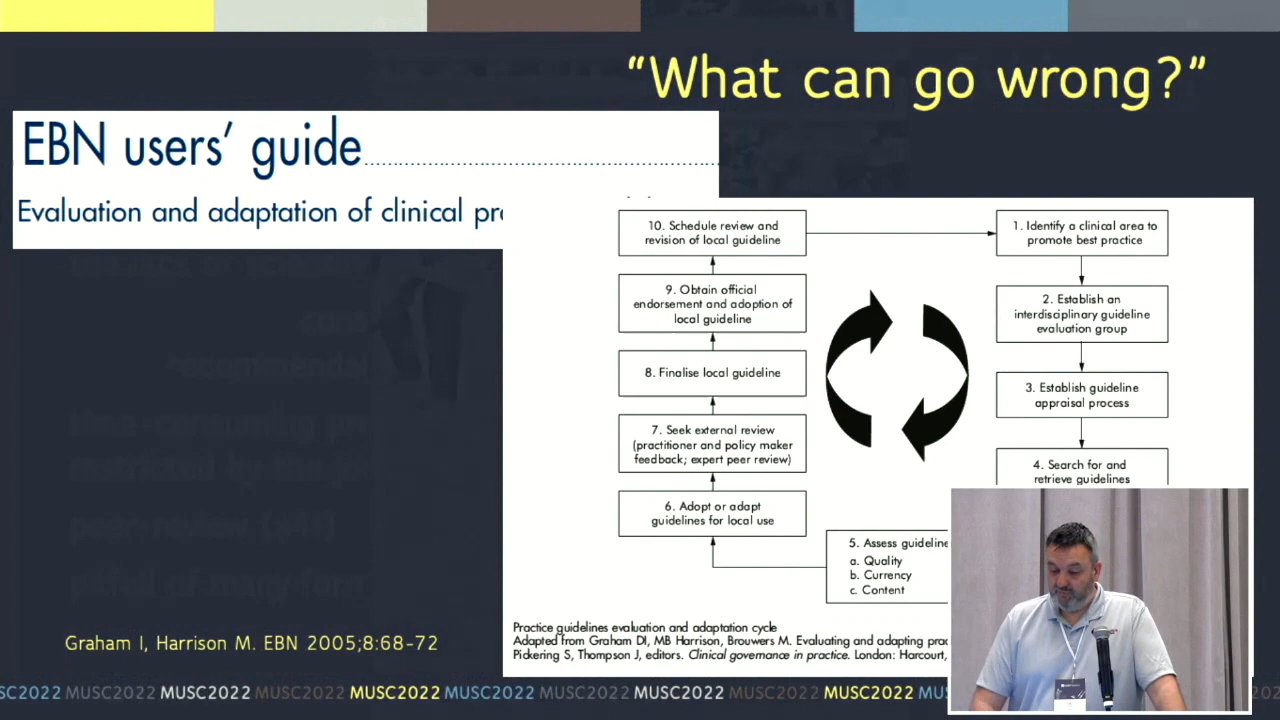 “What can go wrong?”
EBN users’ guide
Evaluation and adaptation of clinical
10. Schedule review and
revision of local guideline
1. Identify a clinical area to
promote best practice
9. Obtain official
endorsement and adoption of
local guideline
2. Establish an
interdisciplinary guideline
evaluation group
8. Finalise local guideline
3. Establish guideline
appraisal process
7. Seek external review
(practitioner and policy maker
feedback; expert peer review)
4. Search for and
retrieve guidelines
6. Adopt or adapt
guidelines for local use
5. Assess guideline
a. Quality
b. Currency
c. Content
Practice guidelines evaluation and adaptation cycle
Adapted from Graham DI, MB Harrison, Brouwers M. Evaluating and adapting
Pickering S, Thompson J, editors. Clinical governance in practice. London: Harcourt,
Graham I, Harrison M. EBN 2005;8:68-72
SC2022 MUSC2022 MUSC2022 MUSC2022 MUSC2022 MUSC2022 MUSC2022 MUSC2022 MUSC2022 MUSC2022